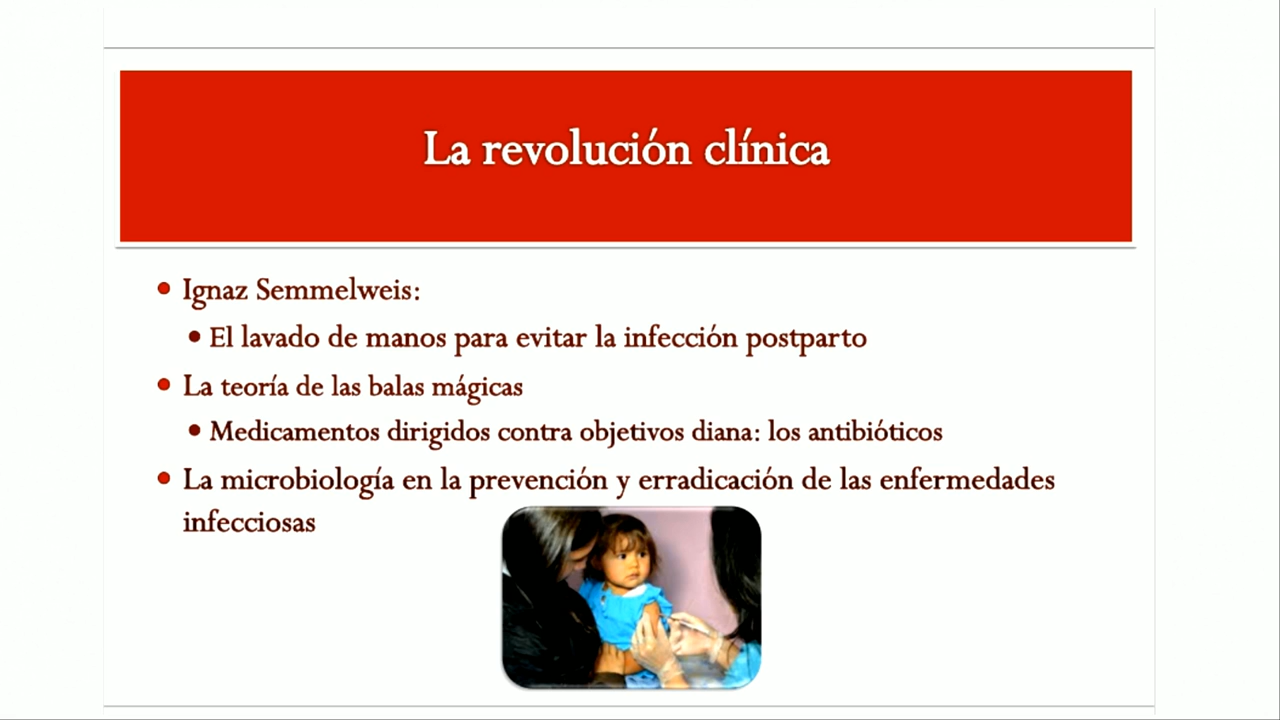 La revolución clínica
Ignaz Semmelweis:
El lavado de manos para evitar la infección postparto
La teoría de las balas mágicas
Medicamentos dirigidos contra objetivos diana: los antibióticos
La microbiología en la prevención y erradicación de las enfermedades
infecciosas